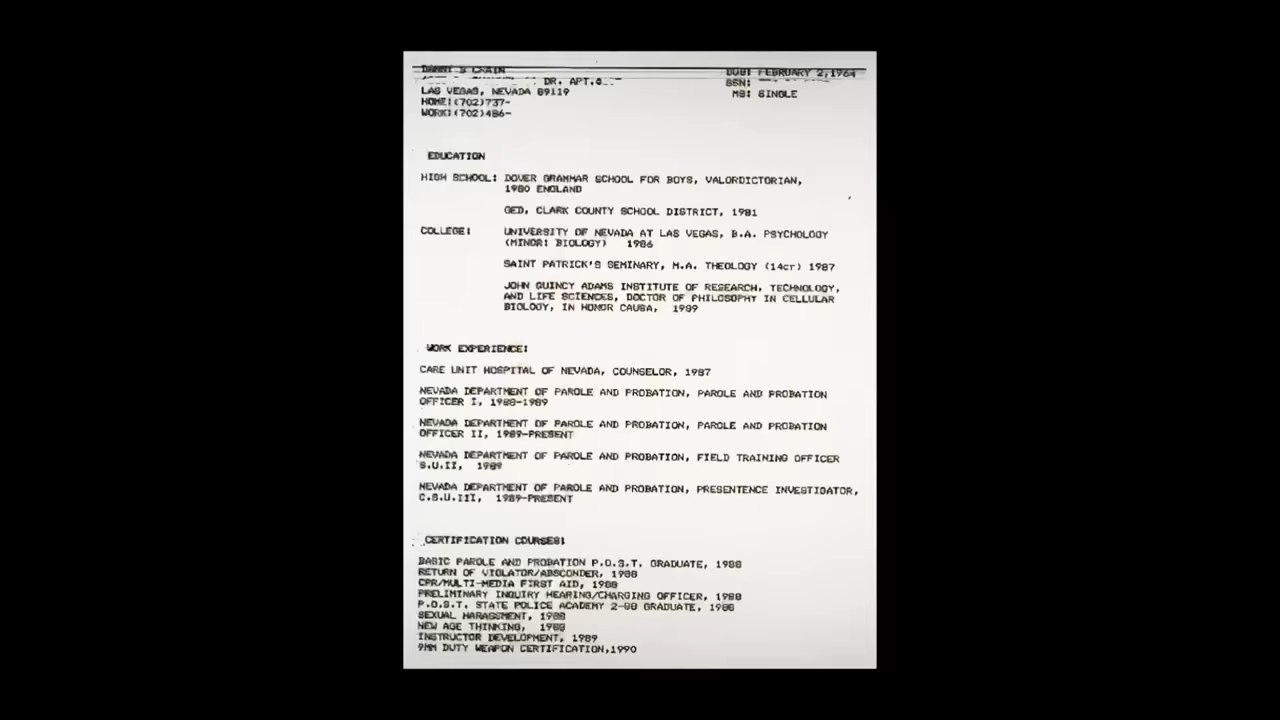 DANNY B CRAIN
DOB: FEBRUARY 2,1964
DR. APT.
SSN:
LAS VEGAS, NEVADA 89119
MS: SINGLE
HOME:(702)737-
WORK:(702)486-
EDUCATION
HIGH SCHOOL: DOVER GRAMMAR SCHOOL FOR BOYS, VALORDICTORIAN,
1980 ENGLAND
GED, CLARK COUNTY SCHOOL DISTRICT, 1981
COLLEGE: UNIVERSITY OF NEVADA AT LAS VEGAS, B.A. PSYCHOLOGY
(MINOR: BIOLOGY) 1986
SAINT PATRICK'S SEMINARY, M.A. THEOLOGY (14cr) 1987
JOHN QUINCY ADAMS INSTITUTE OF RESEARCH, TECHNOLOGY,
AND LIFE SCIENCES, DOCTOR OF PHILOSOPHY IN CELLULAR
BIOLOGY, IN HONOR CAUSA, 1989
WORK EXPERIENCE:
CARE UNIT HOSPITAL OF NEVADA, COUNSELOR, 1987
NEVADA DEPARTMENT OF PAROLE AND PROBATION, PAROLE AND PROBATION
OFFICER I, 1988-1989
NEVADA DEPARTMENT OF PAROLE AND PROBATION, PAROLE AND PROBATION
OFFICER II, 1989-PRESENT
NEVADA DEPARTMENT OF PAROLE AND PROBATION, FIELD TRAINING OFFICER
S.U.II, 1989
NEVADA DEPARTMENT OF PAROLE AND PROBATION, PRESENTENCE INVESTIGATOR,
C.S.U.III, 1989-PRESENT
CERTIFICATION COURSES:
BASIC PAROLE AND PROBATION P.O.S.T. GRADUATE, 1988
RETURN OF VIOLATOR/ABSCONDER, 1988
CPR/MULTI-MEDIA FIRST AID, 1988
PRELIMINARY INQUIRY HEARING/CHARGING OFFICER, 1988
P.O.S.T. STATE POLICE ACADEMY 2-88 GRADUATE, 1988
SEXUAL HARASSMENT, 1988
NEW AGE THINKING, 1988
INSTRUCTOR DEVELOPMENT, 1989
9MM DUTY WEAPON CERTIFICATION,1990